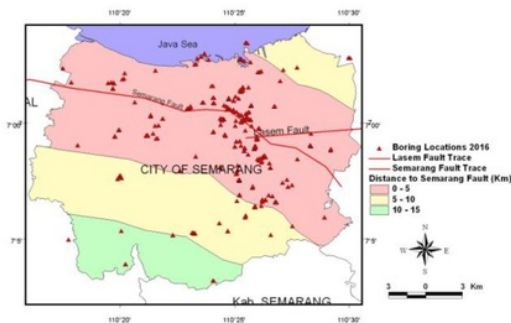 110°20' 110°25' 110°30'
Java Sea
Semarang Fault
AL
7°00' 7°00'
Lasem Fault
CITY OF SEMARANG
7°5' 7°5'
Kab. SEMARANG
110°20' 110°25' 110°30'
Boring Locations 2016
Lasem Fault Trace
Semarang Fault Trace
Distance to Semarang Fault (Km)
0 - 5
5 - 10
10 - 15
N
W E
S
3 0 3 Km